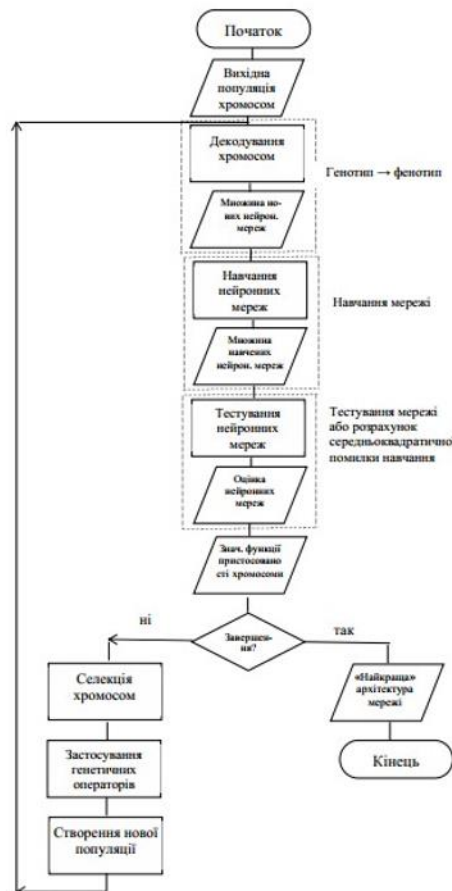 Початок
Вихідна
популяція
хромосом
Декодування
хромосом
Генотип → фенотип
Множина но-
вих нейрон.
мереж
Навчання
нейронних
мереж
Навчання мережі
Множина
навчених
нейрон. мереж
Тестування
нейронних
мереж
Тестування мережі
або розрахунок
середньоквадратично
помилки навчання
Оцінка
нейронних
мереж
Знач. функції
пристосовано
сті хромосоми
ні
Завершен-
ня?
так
Селекція
хромосом
«Найкраща»
архітектура
мережі
Застосування
генетичних
операторів
Кінець
Створення нової
популяції